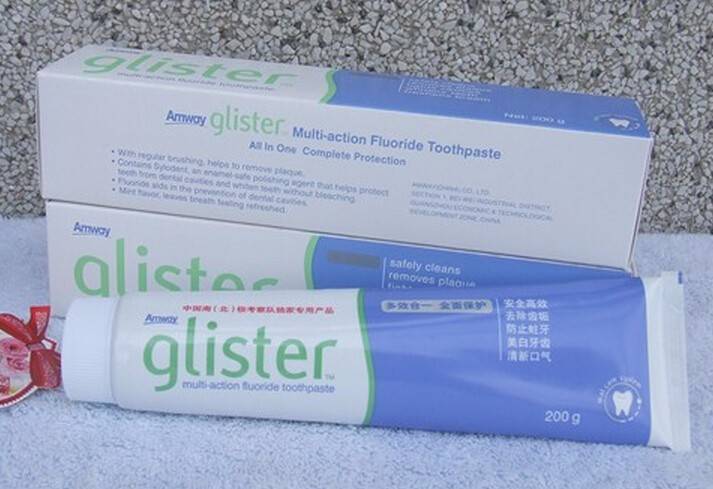 Amway
glister
multi-action fluoride toothpaste
Net: 200 g
Amway glister™ Multi-action Fluoride Toothpaste
All In One Complete Protection
• With regular brushing, helps to remove plaque.
• Contains Sylodent, an enamel-safe polishing agent that helps protect
teeth from dental cavities and whiten teeth without bleaching.
• Fluoride aids in the prevention of dental cavities.
• Mint flavor, leaves breath feeling refreshed.
AMWAY(CHINA) CO., LTD.
SECTION 1, BEI-WEI INDUSTRIAL DISTRICT,
GUANGZHOU ECONOMIC & TECHNOLOGICAL
DEVELOPMENT ZONE, CHINA
Amway
glister
safely cleans
removes plaque
中国南(北)极考察队独家专用产品
Amway
glister™
multi-action fluoride toothpaste
多效合一 全面保护
安全高效
去除齿垢
防止蛀牙
美白牙齿
清新口气
200 g